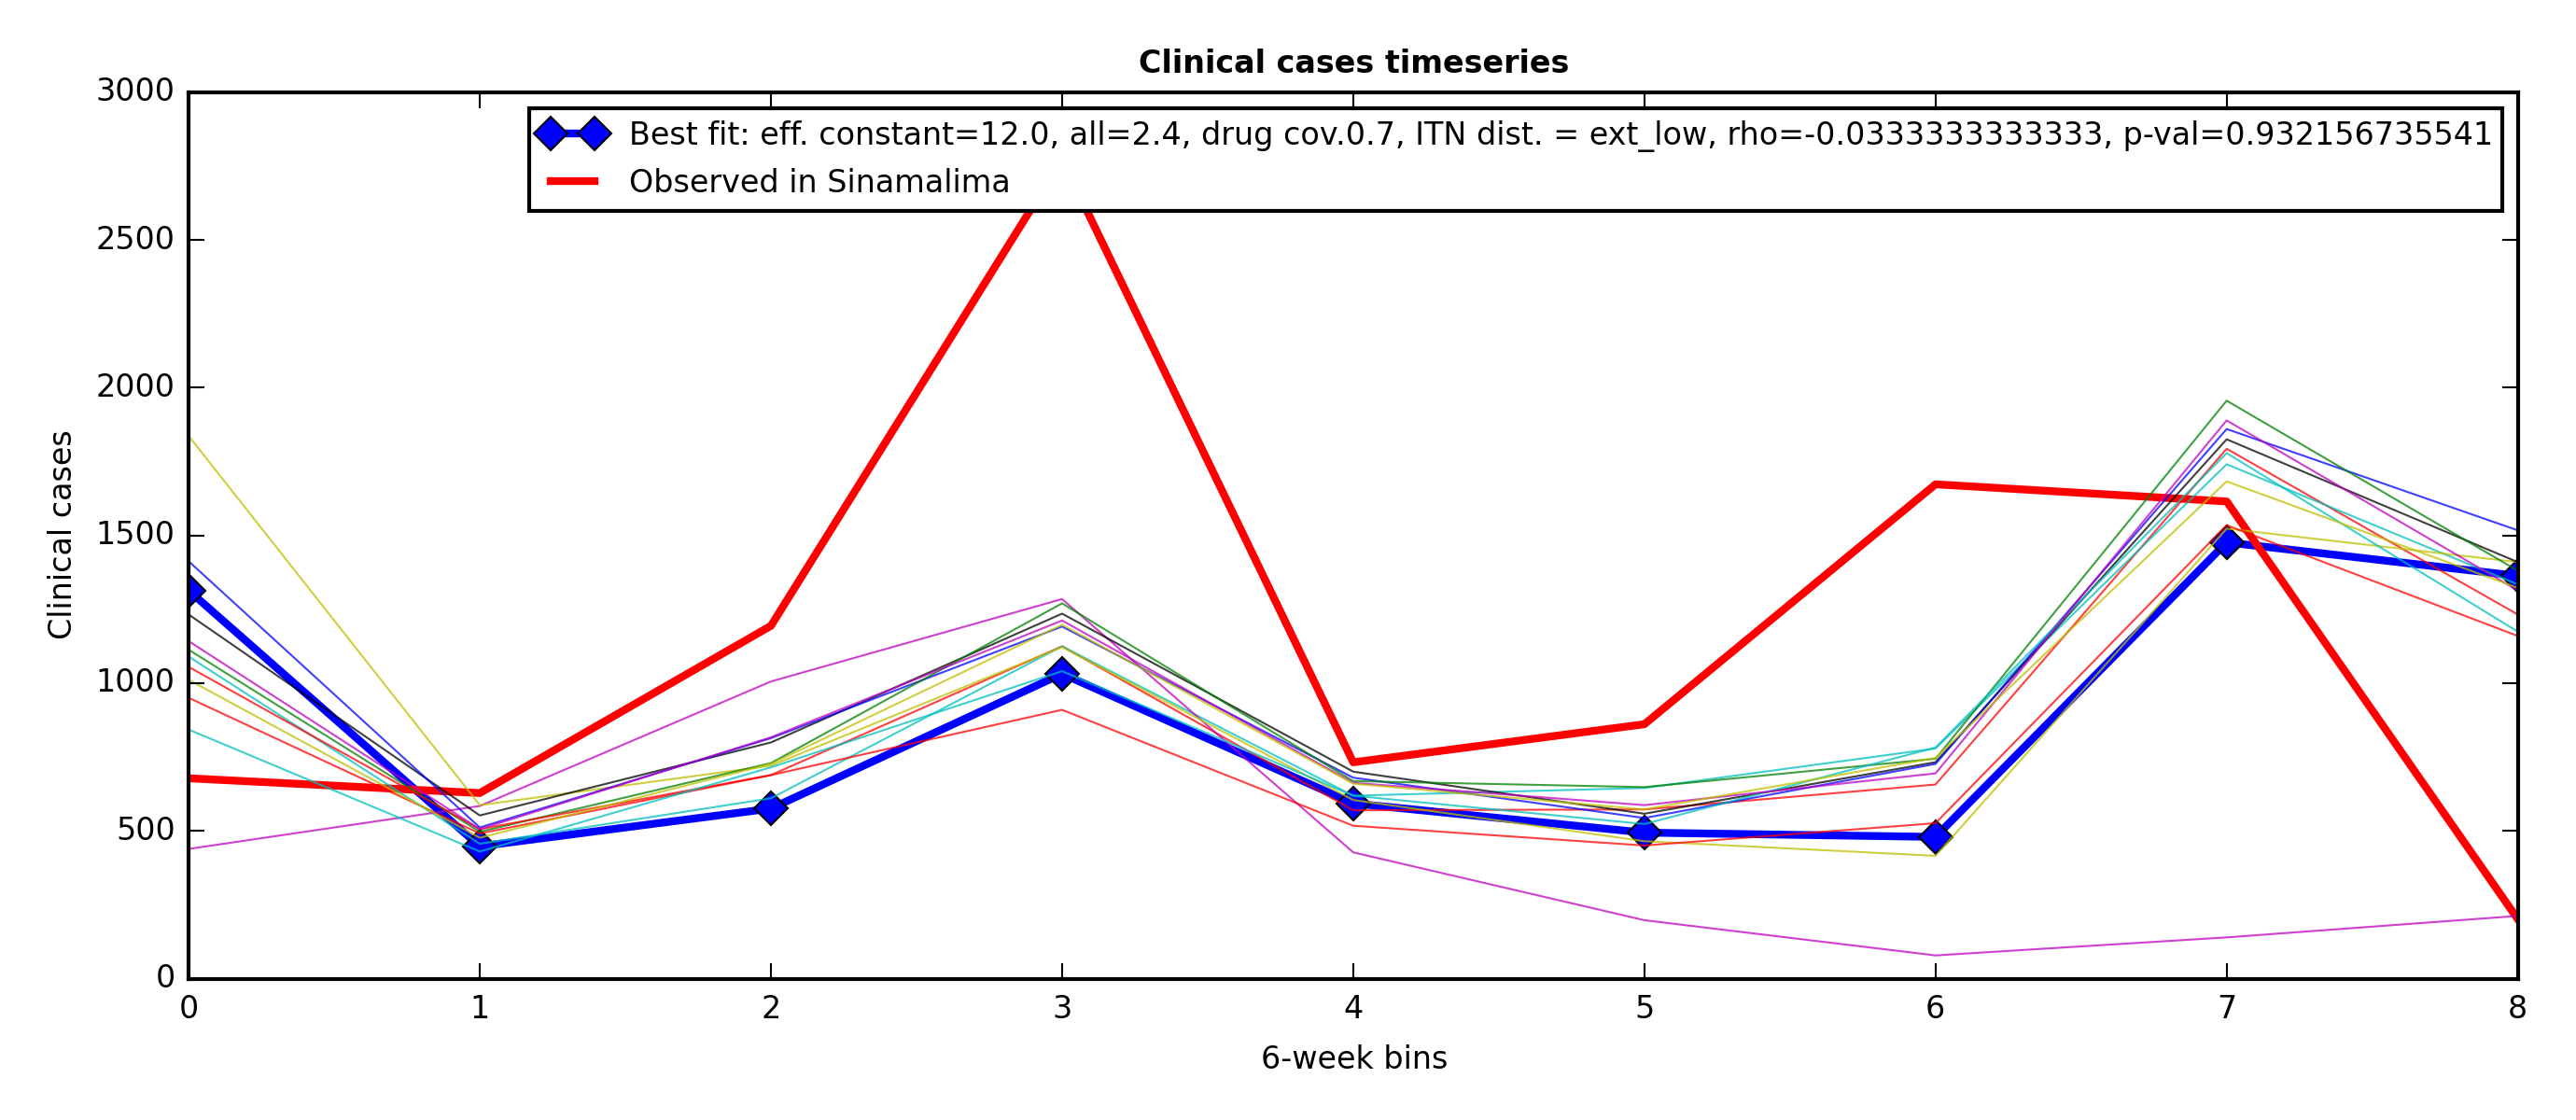 Clinical cases timeseries
3000
2500
2000
1500
1000
500
0
Clinical cases
Best fit: eff. constant=12.0, all=2.4, drug cov.0.7, ITN dist. = ext_low, rho=-0.0333333333333, p-val=0.932156735541
Observed in Sinamalima
0 1 2 3 4 5 6 7 8
6-week bins